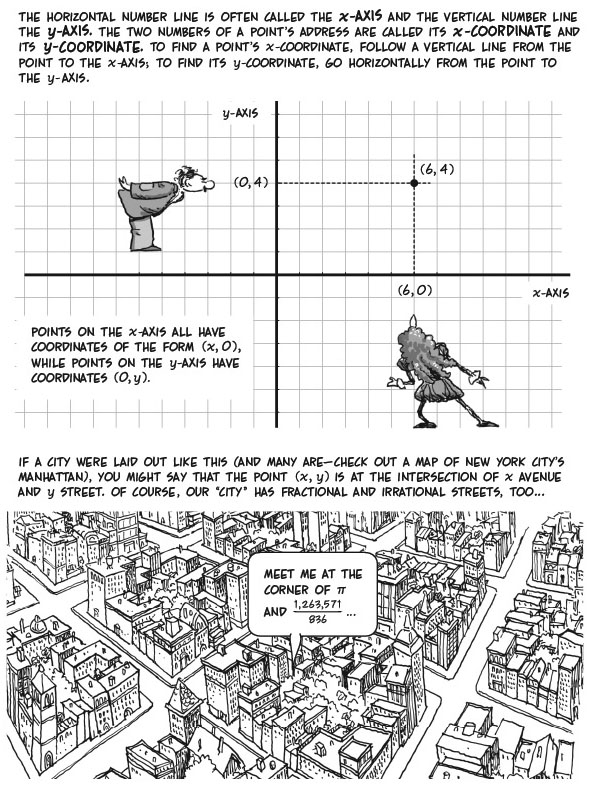 THE HORIZONTAL NUMBER LINE IS OFTEN CALLED THE x-AXIS AND THE VERTICAL NUMBER LINE
THE y-AXIS. THE TWO NUMBERS OF A POINT'S ADDRESS ARE CALLED ITS x-COORDINATE AND
ITS y-COORDINATE. TO FIND A POINT'S x-COORDINATE, FOLLOW A VERTICAL LINE FROM THE
POINT TO THE x-AXIS; TO FIND ITS y-COORDINATE, GO HORIZONTALLY FROM THE POINT TO
THE y-AXIS.
y-AXIS
(6, 4)
(0, 4)
(6, 0)
x-AXIS
POINTS ON THE x-AXIS ALL HAVE
COORDINATES OF THE FORM (x, 0),
WHILE POINTS ON THE y-AXIS HAVE
COORDINATES (0, y).
IF A CITY WERE LAID OUT LIKE THIS (AND MANY ARE—CHECK OUT A MAP OF NEW YORK CITY'S
MANHATTAN), YOU MIGHT SAY THAT THE POINT (x, y) IS AT THE INTERSECTION OF x AVENUE
AND y STREET. OF COURSE, OUR "CITY" HAS FRACTIONAL AND IRRATIONAL STREETS, TOO...
MEET ME AT THE
CORNER OF π
AND 1,263,571/836 ...